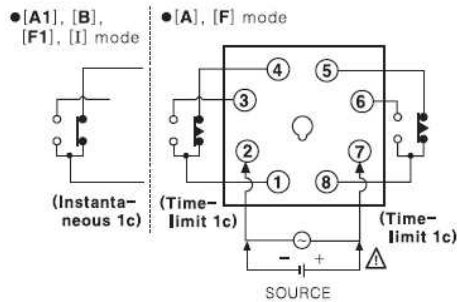 ●[A1], [B],
[F1], [I] mode
●[A], [F] mode
4
5
3
6
2
7
1
8
(Instanta-
neous 1c)
(Time-
limit 1c)
(Time-
limit 1c)
~
− +
SOURCE